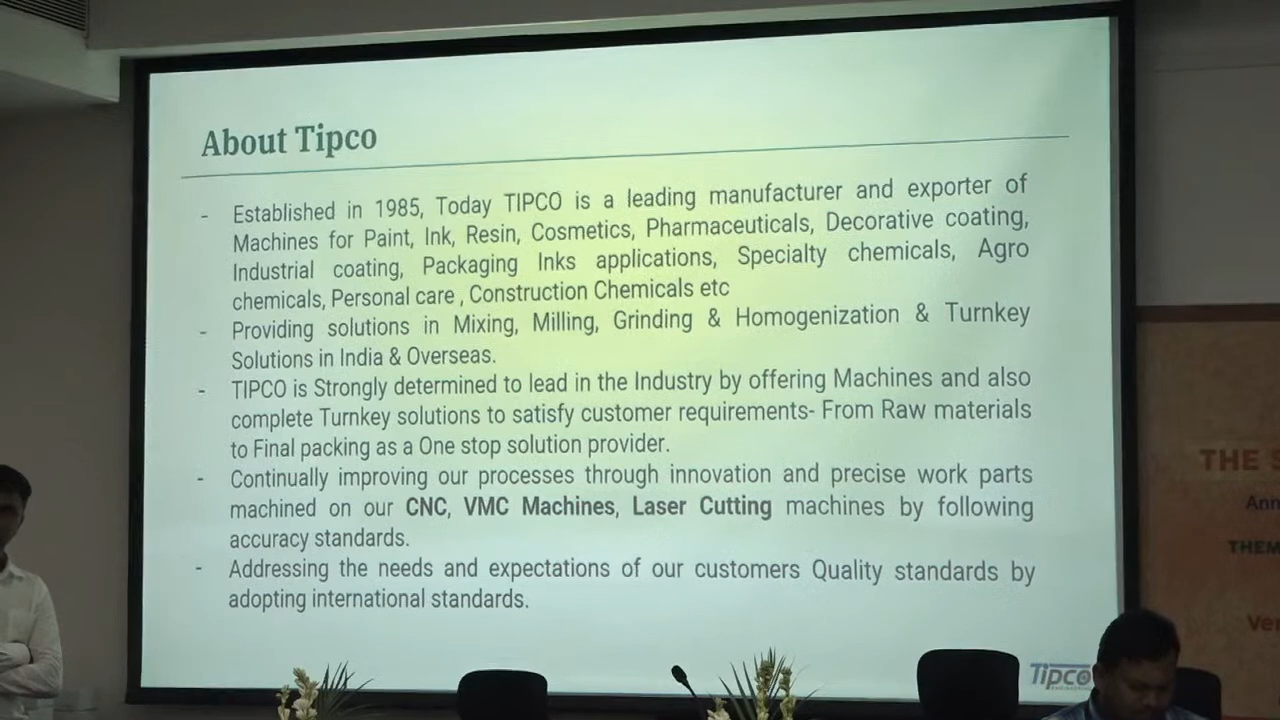 About Tipco
- Established in 1985, Today TIPCO is a leading manufacturer and exporter of
Machines for Paint, Ink, Resin, Cosmetics, Pharmaceuticals, Decorative coating,
Industrial coating, Packaging Inks applications, Specialty chemicals, Agro
chemicals, Personal care , Construction Chemicals etc
- Providing solutions in Mixing, Milling, Grinding & Homogenization & Turnkey
Solutions in India & Overseas.
- TIPCO is Strongly determined to lead in the Industry by offering Machines and also
complete Turnkey solutions to satisfy customer requirements- From Raw materials
to Final packing as a One stop solution provider.
- Continually improving our processes through innovation and precise work parts
machined on our CNC, VMC Machines, Laser Cutting machines by following
accuracy standards.
- Addressing the needs and expectations of our customers Quality standards by
adopting international standards.
Tipco
THE